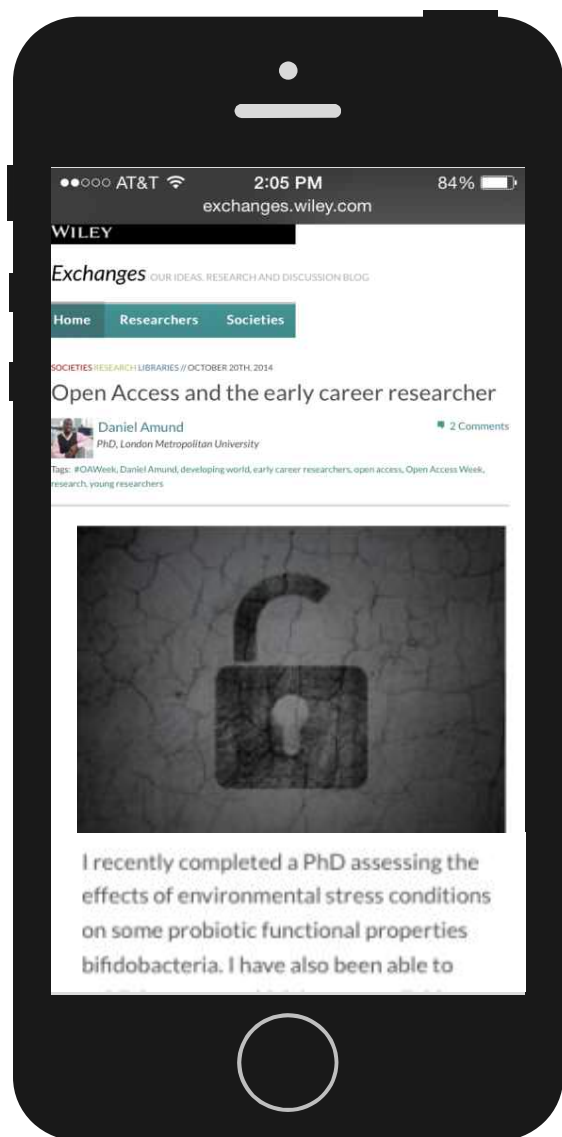 AT&T 2:05 PM 84%
exchanges.wiley.com
WILEY
Exchanges OUR IDEAS, RESEARCH AND DISCUSSION BLOG
Home Researchers Societies
SOCIETIES RESEARCH LIBRARIES // OCTOBER 20TH, 2014
Open Access and the early career researcher
Daniel Amund 2 Comments
PhD, London Metropolitan University
Tags: #OAWeek, Daniel Amund, developing world, early career researchers, open access, Open Access Week,
research, young researchers
I recently completed a PhD assessing the
effects of environmental stress conditions
on some probiotic functional properties
bifidobacteria. I have also been able to